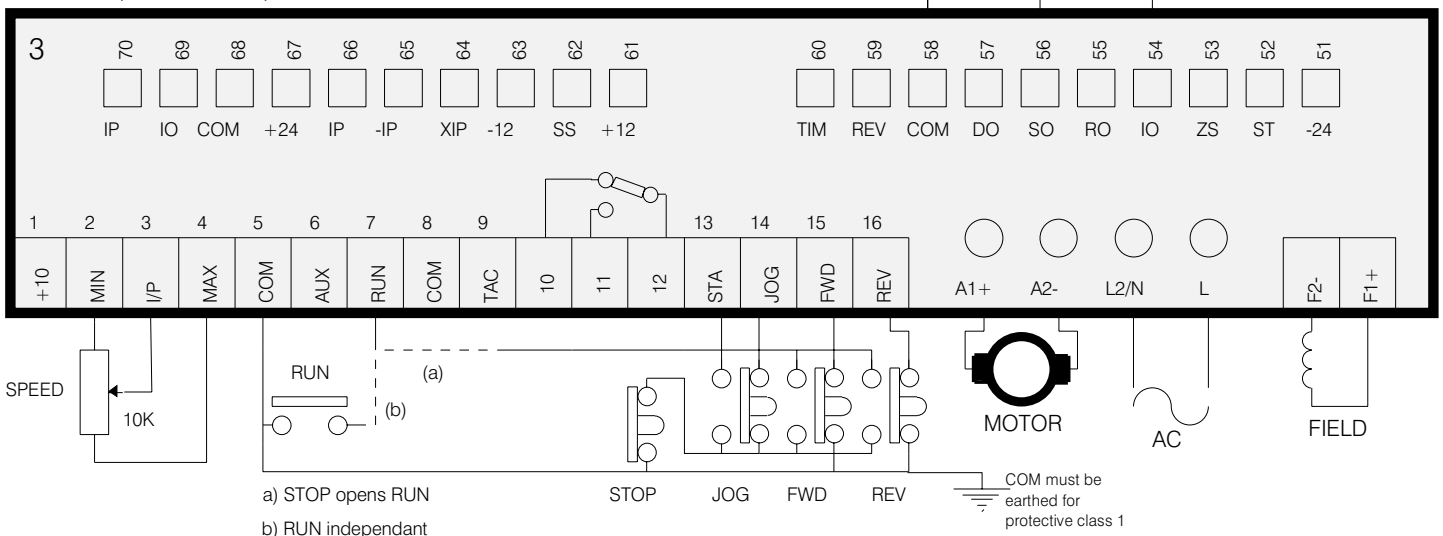 3
70 69 68 67 66 65 64 63 62 61 60 59 58 57 56 55 54 53 52 51
IP IO COM +24 IP -IP XIP -12 SS +12 TIM REV COM DO SO RO IO ZS ST -24
1 2 3 4 5 6 7 8 9 13 14 15 16
+10 MIN I/P MAX COM AUX RUN COM TAC 10 11 12 STA JOG FWD REV A1+ A2- L2/N L F2- F1+
SPEED
10K
RUN
(a)
(b)
MOTOR
AC
FIELD
a) STOP opens RUN
b) RUN independant
STOP JOG FWD REV
COM must be
earthed for
protective class 1